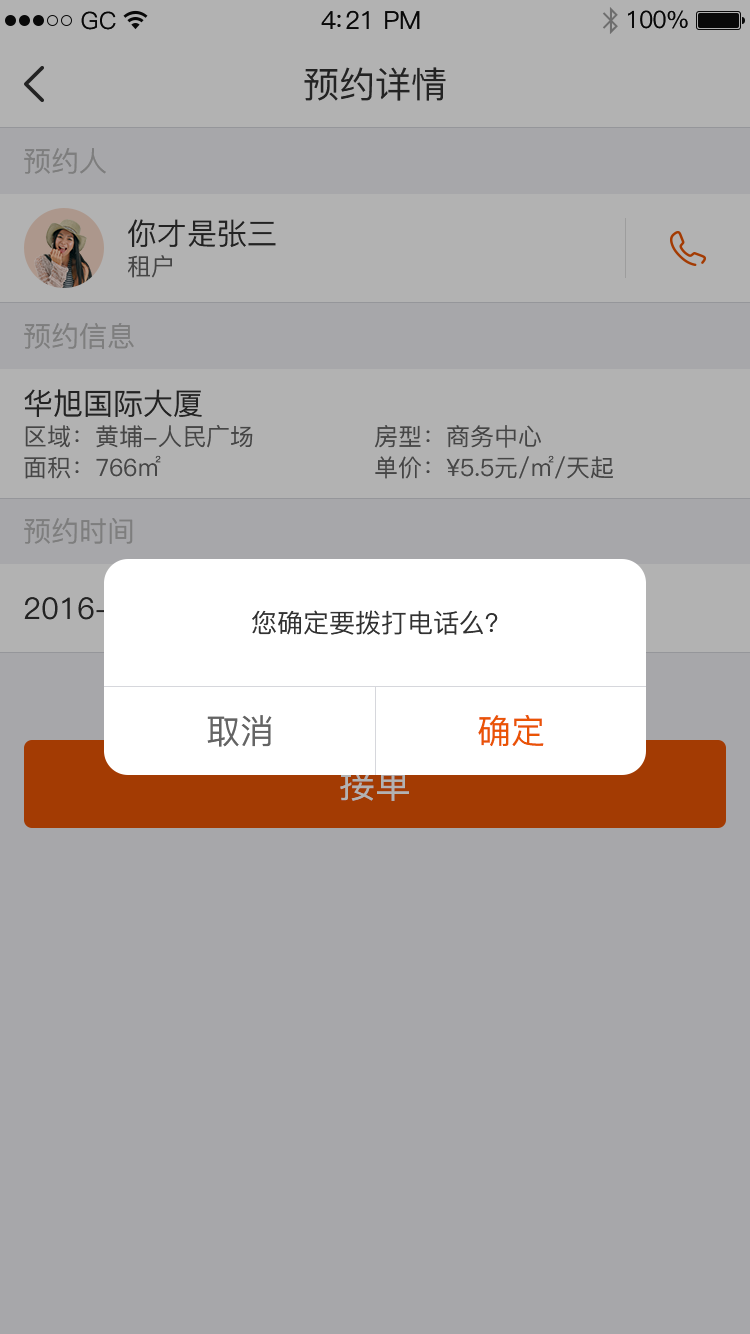 GC 4:21 PM 100%
预约详情
预约人
你才是张三
租户
预约信息
华旭国际大厦
区域：黄埔-人民广场 房型：商务中心
面积：766㎡ 单价：¥5.5元/㎡/天起
预约时间
2016-
您确定要拨打电话么?
取消 确定
接单